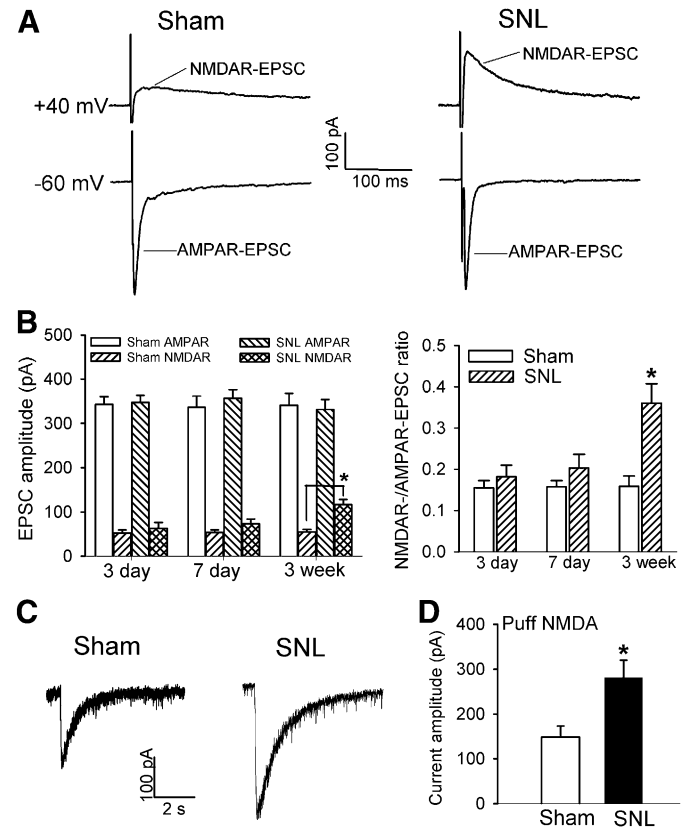 A
Sham
SNL
NMDAR-EPSC
NMDAR-EPSC
+40 mV
100 pA
100 ms
-60 mV
AMPAR-EPSC
AMPAR-EPSC
B
EPSC amplitude (pA)
500
400
300
200
100
0
Sham AMPAR
Sham NMDAR
SNL AMPAR
SNL NMDAR
*
3 day
7 day
3 week
NMDAR-/AMPAR-EPSC ratio
0.5
0.4
0.3
0.2
0.1
0.0
Sham
SNL
*
3 day
7 day
3 week
C
Sham
SNL
100 pA
2 s
D
Current amplitude (pA)
400
300
200
100
0
Puff NMDA
*
Sham
SNL